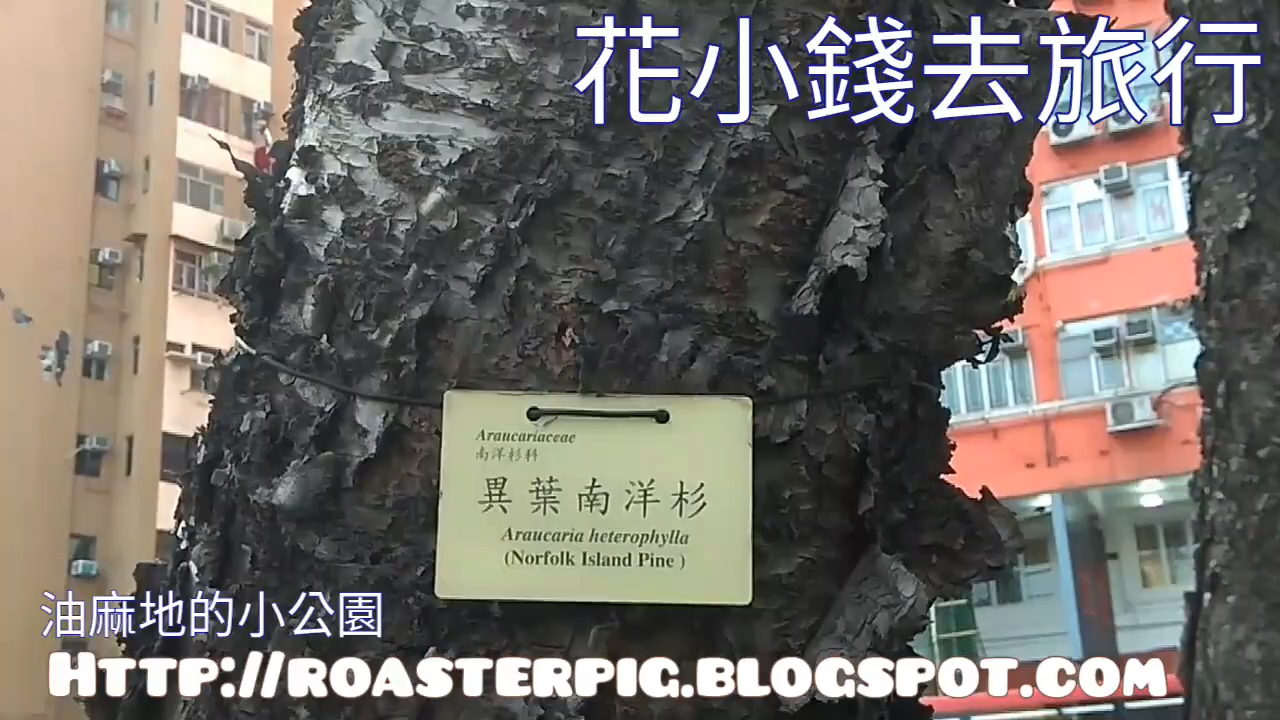 花小錢去旅行
Araucariaceae
南洋杉科
異葉南洋杉
Araucaria heterophylla
(Norfolk Island Pine )
油麻地的小公園
HTTP://ROASTERPIG.BLOGSPOT.COM